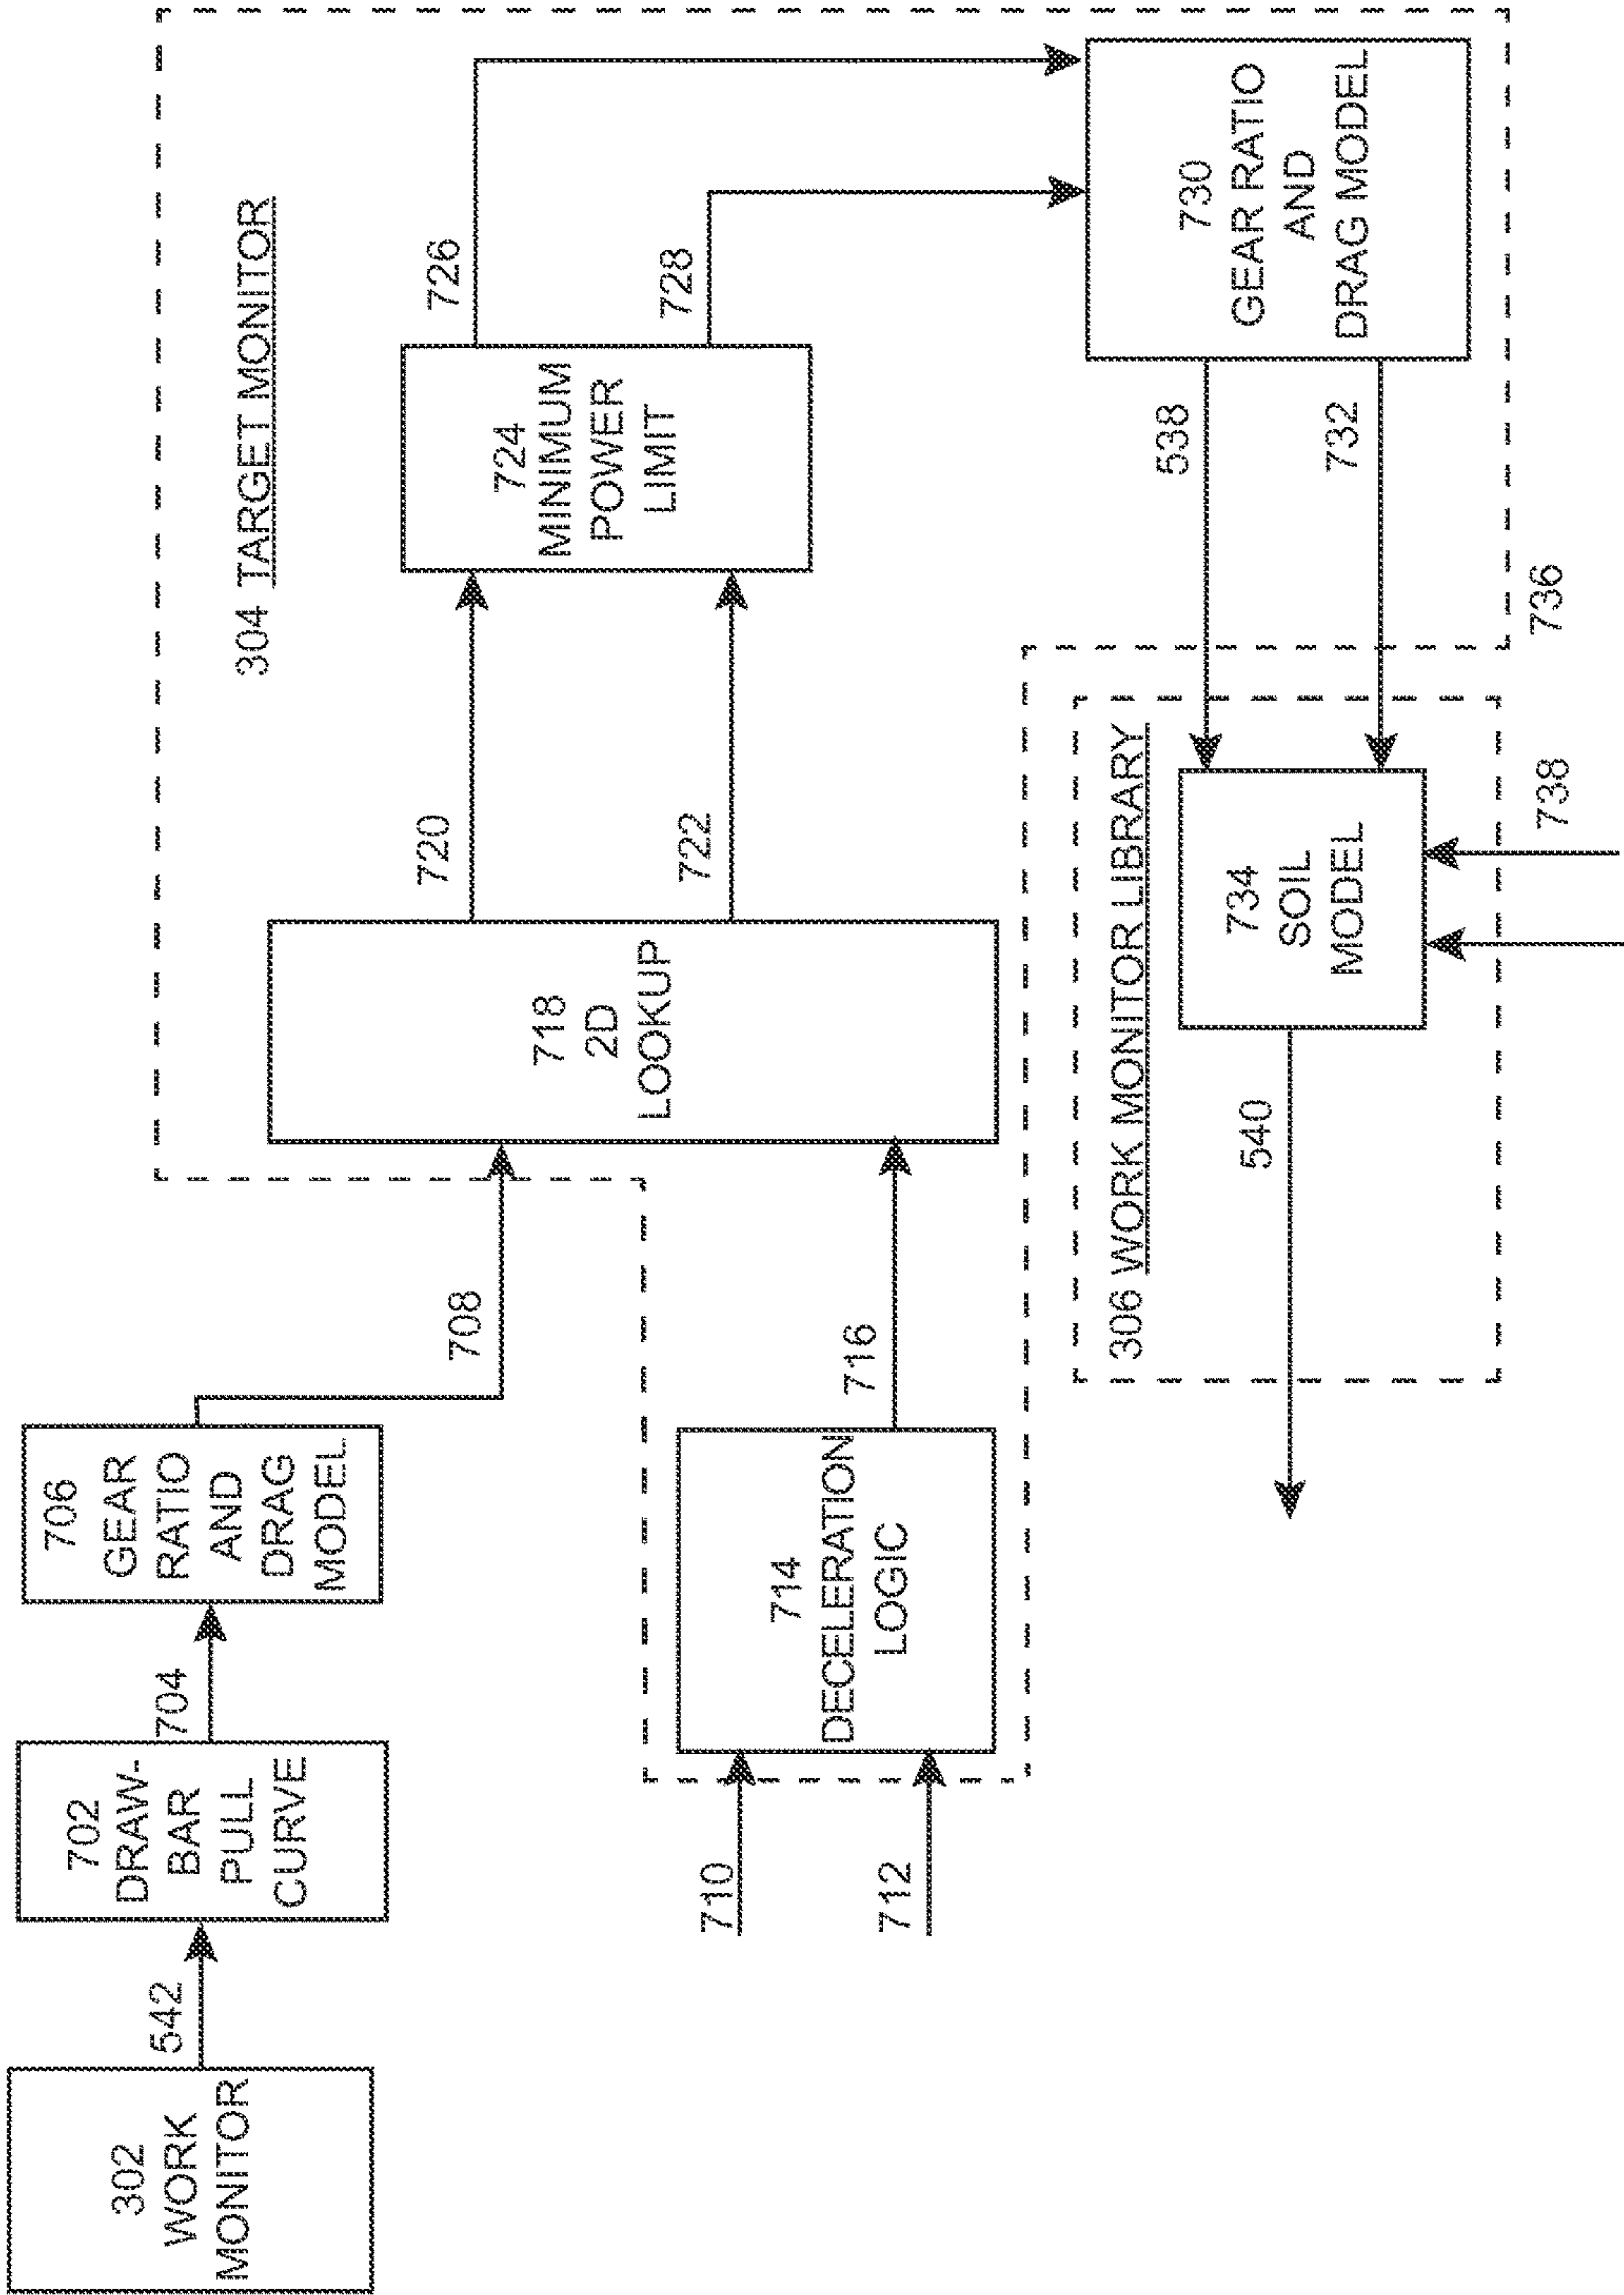 302
WORK
MONITOR
542
702
DRAW-
BAR
PULL
CURVE
704
706
GEAR
RATIO
AND
DRAG
MODEL
708
710
712
714
DECELERATION
LOGIC
716
304 TARGET MONITOR
718
2D
LOOKUP
720
722
724
MINIMUM
POWER
LIMIT
726
728
730
GEAR RATIO
AND
DRAG MODEL
538
732
306 WORK MONITOR LIBRARY
734
SOIL
MODEL
540
738
736